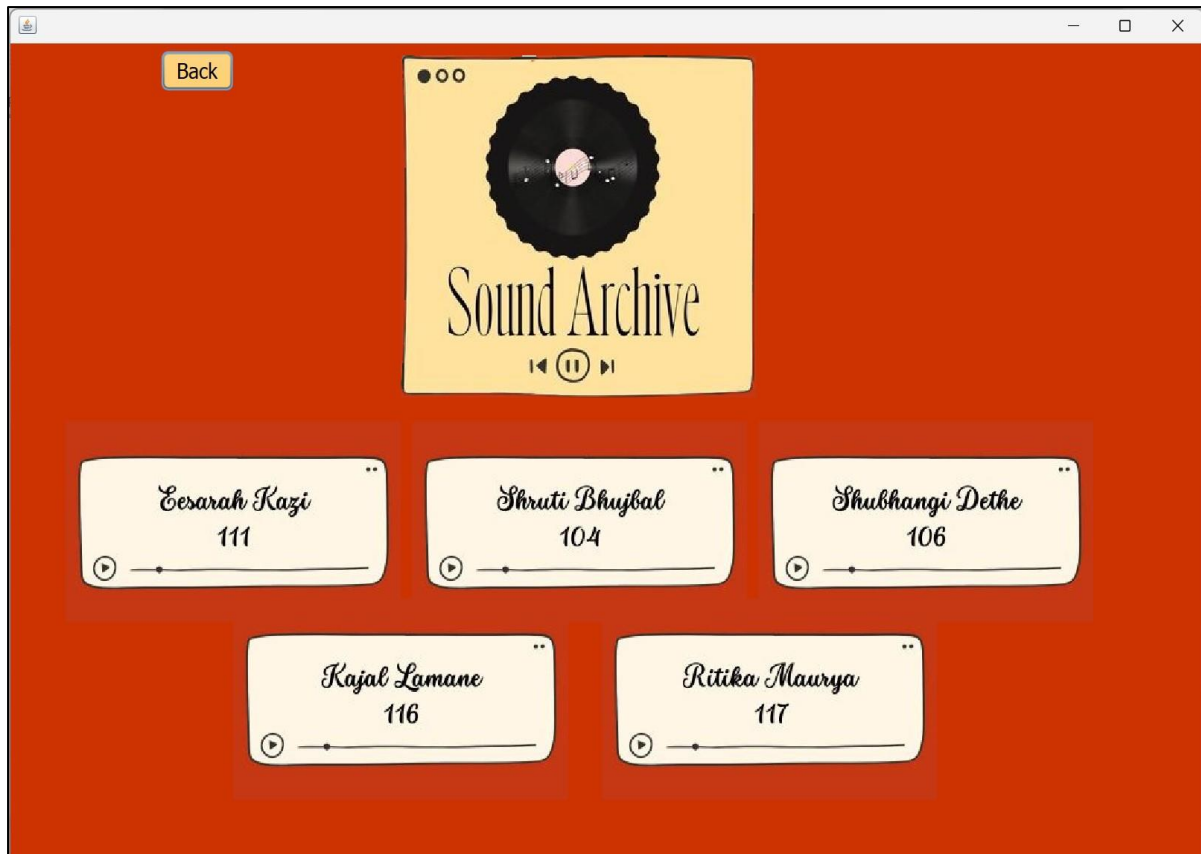 Back
Sound Archive
Eesarah Kazi
111
Shruti Bhujbal
104
Shubhangi Dethe
106
Kajal Lamane
116
Ritika Maurya
117